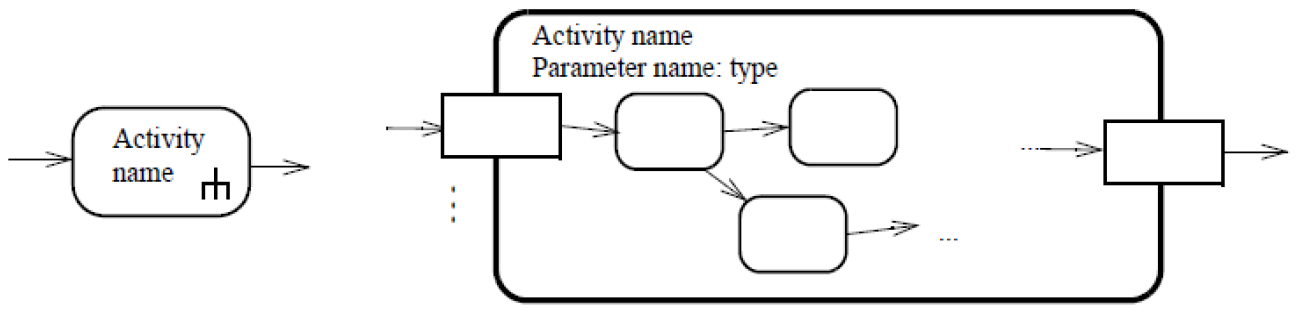 Activity
name
Activity name
Parameter name: type
...
...